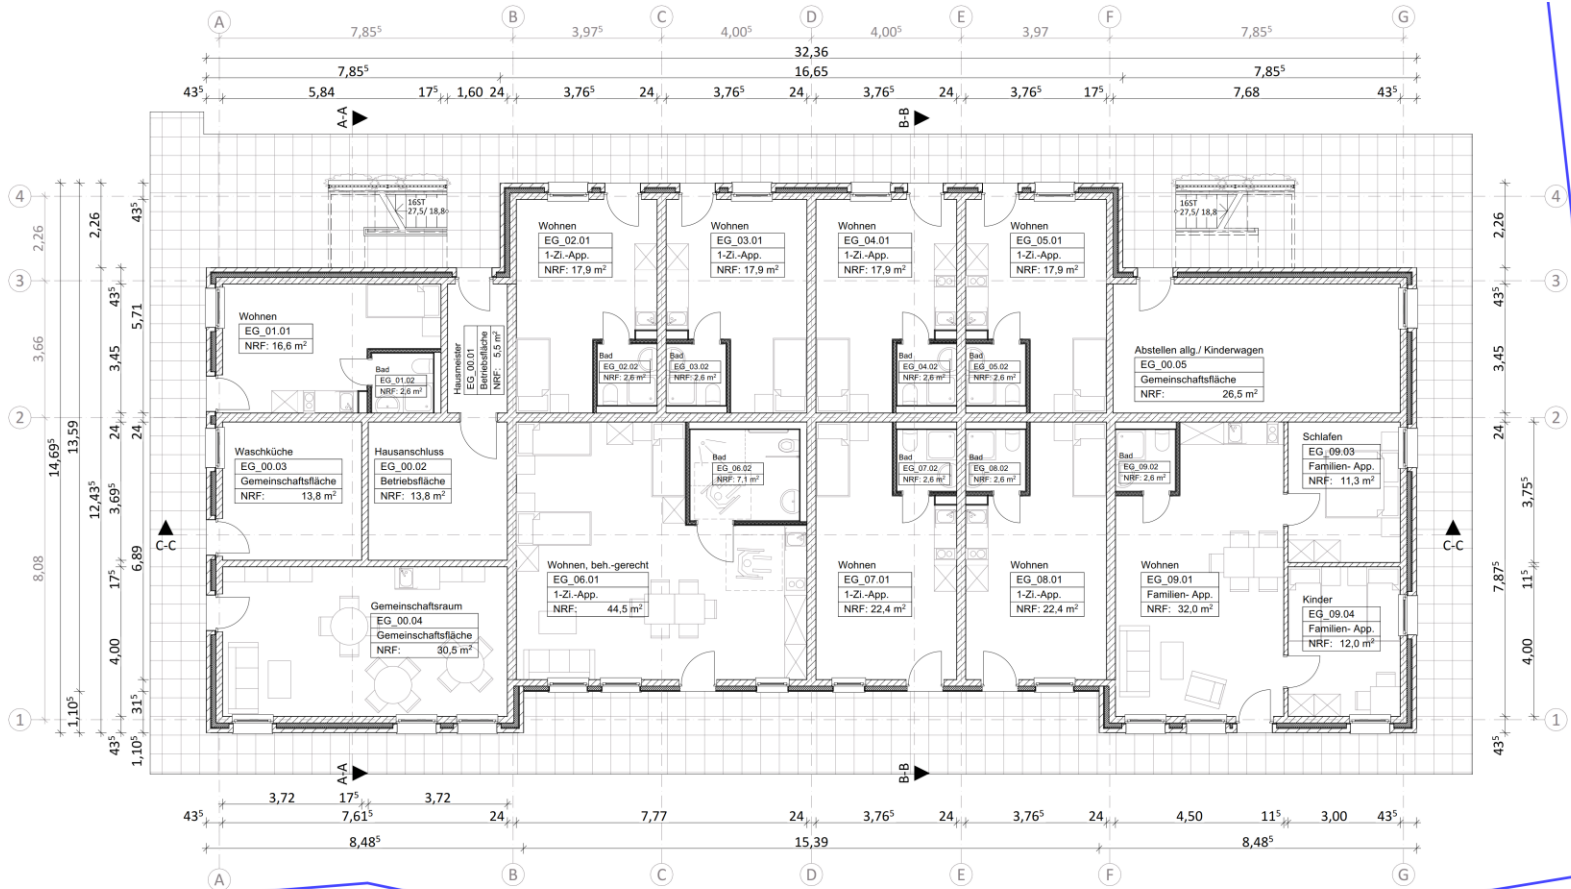 A B C D E F G
7,85⁵ 3,97⁵ 4,00⁵ 4,00⁵ 3,97 7,85⁵
32,36
7,85⁵ 16,65 7,85⁵
43⁵ 5,84 17⁵ 1,60 24 3,76⁵ 24 3,76⁵ 24 3,76⁵ 24 3,76⁵ 17⁵ 7,68 43⁵
A-A B-B
4 4
3 3
2 2
1 1
2,26
3,66
8,08
14,69⁵
13,59
1,10⁵
2,26
12,43⁵
43⁵
3,45
24
3,69⁵
17⁵
4,00
43⁵
43⁵
5,71
24
6,89
31⁵
1,10⁵
16ST
27,5/ 18,8
16ST
27,5/ 18,8
Wohnen
EG_02.01
1-Zi.-App.
NRF: 17,9 m²
Wohnen
EG_03.01
1-Zi.-App.
NRF: 17,9 m²
Wohnen
EG_04.01
1-Zi.-App.
NRF: 17,9 m²
Wohnen
EG_05.01
1-Zi.-App.
NRF: 17,9 m²
Wohnen
EG_01.01
NRF: 16,6 m²
Bad
EG_01.02
NRF: 2,6 m²
Hausmeister
EG_00.01
Betriebsfläche
NRF: 5,5 m²
Bad
EG_02.02
NRF: 2,6 m²
Bad
EG_03.02
NRF: 2,6 m²
Bad
EG_04.02
NRF: 2,6 m²
Bad
EG_05.02
NRF: 2,6 m²
Abstellen allg./ Kinderwagen
EG_00.05
Gemeinschaftsfläche
NRF: 26,5 m²
Waschküche
EG_00.03
Gemeinschaftsfläche
NRF: 13,8 m²
Hausanschluss
EG_00.02
Betriebsfläche
NRF: 13,8 m²
Bad
EG_06.02
NRF: 7,1 m²
Bad
EG_07.02
NRF: 2,6 m²
Bad
EG_08.02
NRF: 2,6 m²
Bad
EG_09.02
NRF: 2,6 m²
Schlafen
EG_09.03
Familien- App.
NRF: 11,3 m²
C-C C-C
Wohnen, beh.-gerecht
EG_06.01
1-Zi.-App.
NRF: 44,5 m²
Wohnen
EG_07.01
1-Zi.-App.
NRF: 22,4 m²
Wohnen
EG_08.01
1-Zi.-App.
NRF: 22,4 m²
Wohnen
EG_09.01
Familien- App.
NRF: 32,0 m²
Kinder
EG_09.04
Familien- App.
NRF: 12,0 m²
Gemeinschaftsraum
EG_00.04
Gemeinschaftsfläche
NRF: 30,5 m²
2,26
43⁵
3,45
24
7,87⁵
43⁵
3,75⁵
11⁵
4,00
A-A B-B
3,72 17⁵ 3,72
43⁵ 7,61⁵ 24 7,77 24 3,76⁵ 24 3,76⁵ 24 4,50 11⁵ 3,00 43⁵
8,48⁵ 15,39 8,48⁵
A B C D E F G